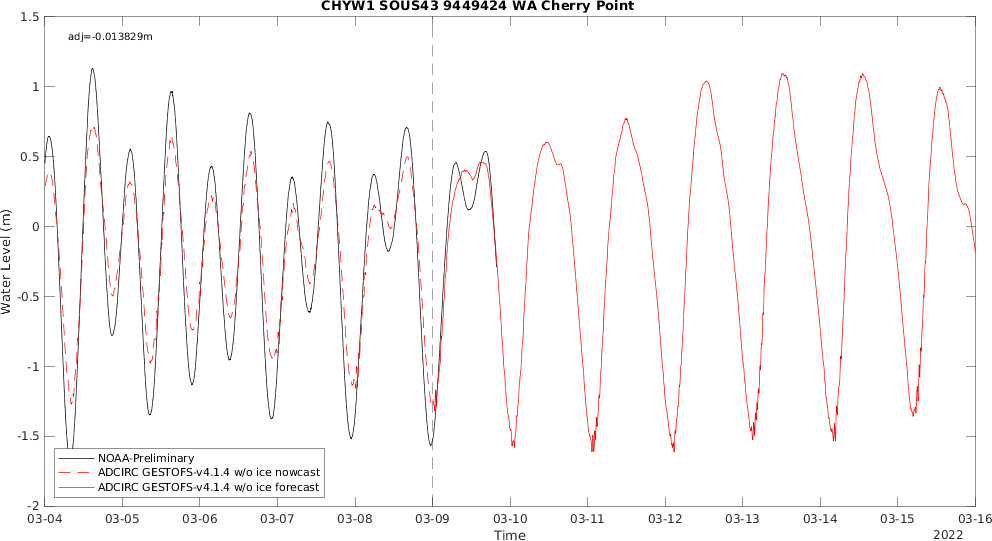 CHYW1 SOUS43 9449424 WA Cherry Point
adj=-0.013829m
Water Level (m)
1.5
1
0.5
0
-0.5
-1
-1.5
-2
NOAA-Preliminary
ADCIRC GESTOFS-v4.1.4 w/o ice nowcast
ADCIRC GESTOFS-v4.1.4 w/o ice forecast
03-04 03-05 03-06 03-07 03-08 03-09 03-10 03-11 03-12 03-13 03-14 03-15 03-16
Time
2022